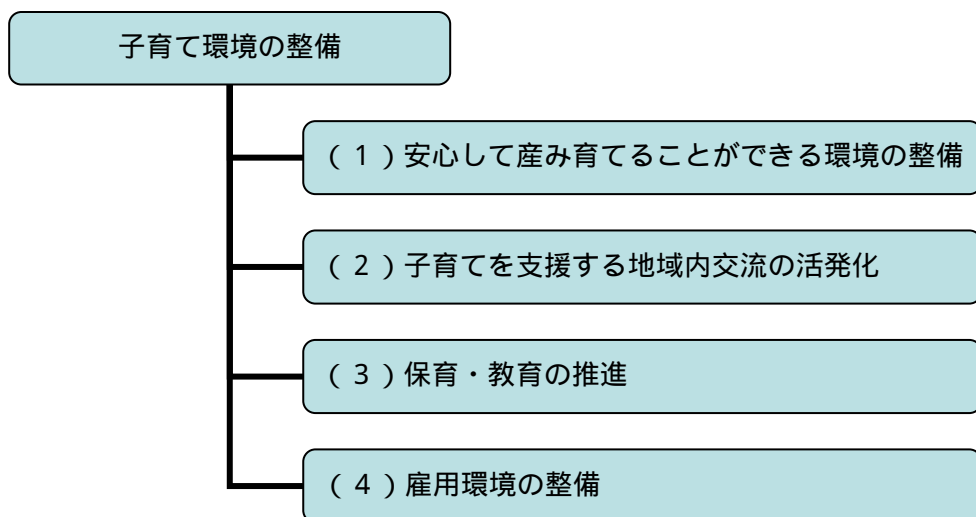 子育て環境の整備
（１）安心して産み育てることができる環境の整備
（２）子育てを支援する地域内交流の活発化
（３）保育・教育の推進
（４）雇用環境の整備